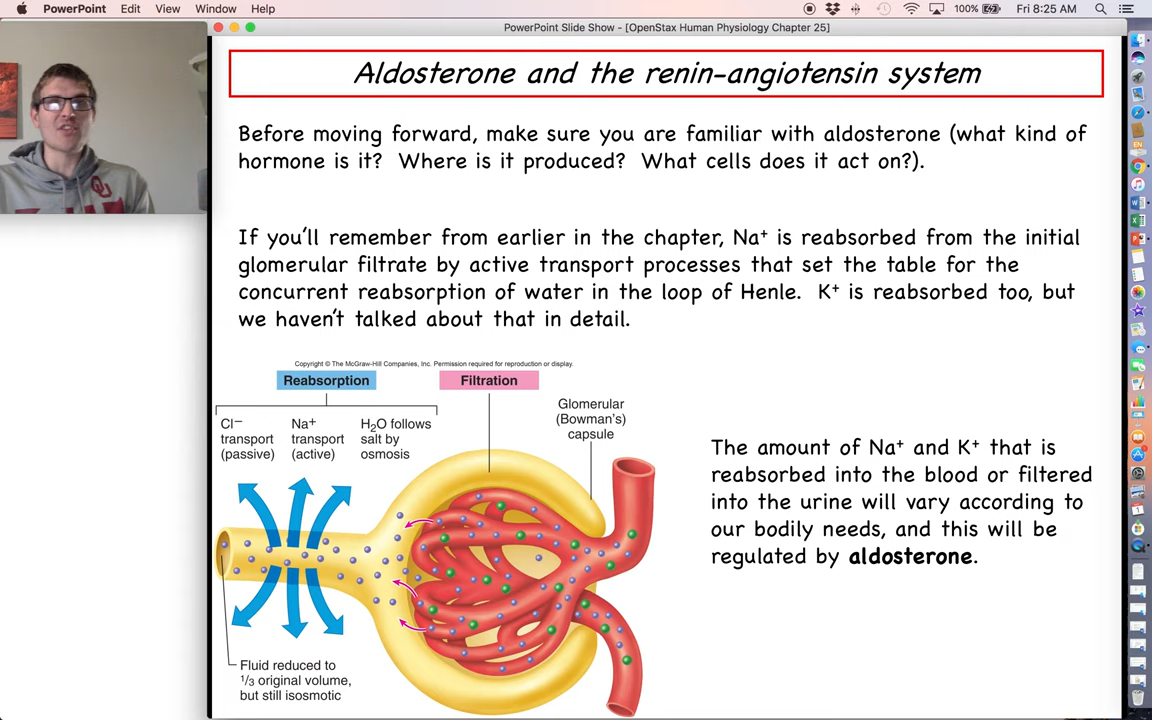 PowerPoint Edit View Window Help
100% Fri 8:25 AM
PowerPoint Slide Show - [OpenStax Human Physiology Chapter 25]
Aldosterone and the renin-angiotensin system
Before moving forward, make sure you are familiar with aldosterone (what kind of
hormone is it? Where is it produced? What cells does it act on?).
If you'll remember from earlier in the chapter, Na⁺ is reabsorbed from the initial
glomerular filtrate by active transport processes that set the table for the
concurrent reabsorption of water in the loop of Henle. K⁺ is reabsorbed too, but
we haven't talked about that in detail.
Copyright © The McGraw-Hill Companies, Inc. Permission required for reproduction or display.
Reabsorption
Filtration
Cl⁻
transport
(passive)
Na⁺
transport
(active)
H₂O follows
salt by
osmosis
Glomerular
(Bowman's)
capsule
Fluid reduced to
1/3 original volume,
but still isosmotic
The amount of Na⁺ and K⁺ that is
reabsorbed into the blood or filtered
into the urine will vary according to
our bodily needs, and this will be
regulated by aldosterone.
OU